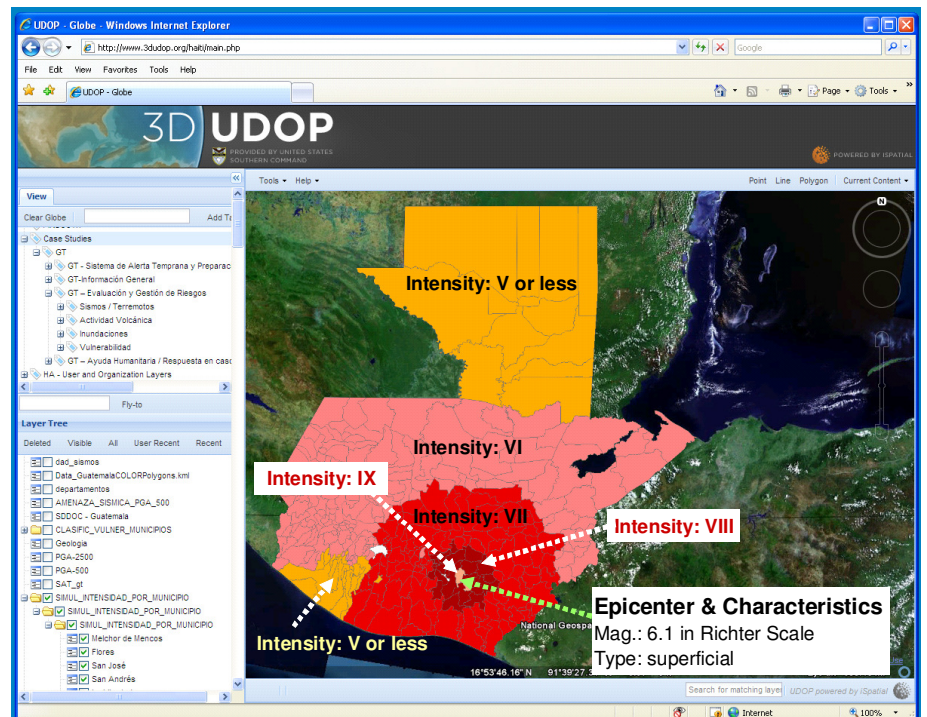 UDOP - Globe - Windows Internet Explorer
http://www.3dudop.org/haiti/main.php
Google
File Edit View Favorites Tools Help
UDOP - Globe
Page Tools
3D UDOP
PROVIDED BY UNITED STATES
SOUTHERN COMMAND
POWERED BY ISPATIAL
Tools Help
Point Line Polygon Current Content
View
Clear Globe
Add Ta
Case Studies
GT
GT - Sistema de Alerta Temprana y Preparac
GT-Información General
GT – Evaluación y Gestión de Riesgos
Sismos / Terremotos
Actividad Volcánica
Inundaciones
Vulnerabilidad
GT – Ayuda Humanitaria / Respuesta en caso
HA - User and Organization Layers
Fly-to
Layer Tree
Deleted Visible All User Recent Recent
dad_sismos
Data_GuatemalaCOLORPolygons.kml
departamentos
AMENAZA_SISMICA_PGA_500
SDDOC - Guatemala
CLASIFIC_VULNER_MUNICIPIOS
Geologia
PGA-2500
PGA-500
SAT_gt
SIMUL_INTENSIDAD_POR_MUNICIPIO
SIMUL_INTENSIDAD_POR_MUNICIPIO
SIMUL_INTENSIDAD_POR_MUNICIPIO
Melchor de Mencos
Flores
San José
San Andrés
N
Intensity: V or less
Intensity: VI
Intensity: IX
Intensity: VII
Intensity: VIII
Intensity: V or less
Epicenter & Characteristics
Mag.: 6.1 in Richter Scale
Type: superficial
National Geospa
16°53'46.16" N 91°39'27.3
Search for matching layer
UDOP powered by iSpatial
Internet
100%